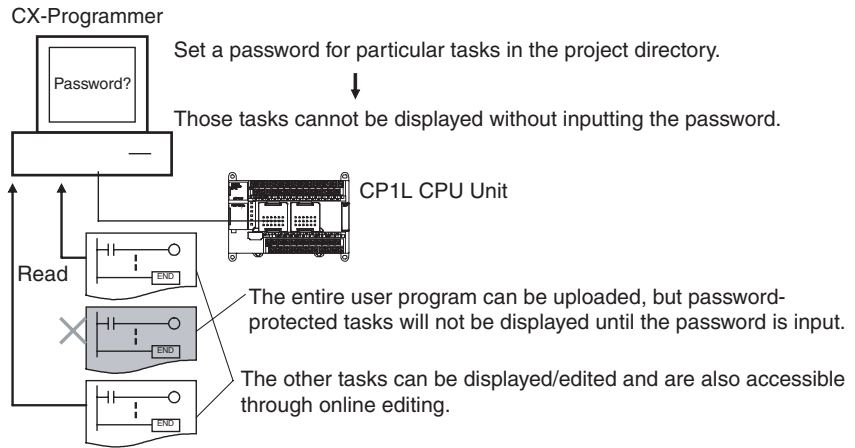 CX-Programmer
Password?
Set a password for particular tasks in the project directory.
Those tasks cannot be displayed without inputting the password.
CP1L CPU Unit
Read
END
The entire user program can be uploaded, but password-
protected tasks will not be displayed until the password is input.
END
The other tasks can be displayed/edited and are also accessible
through online editing.
END